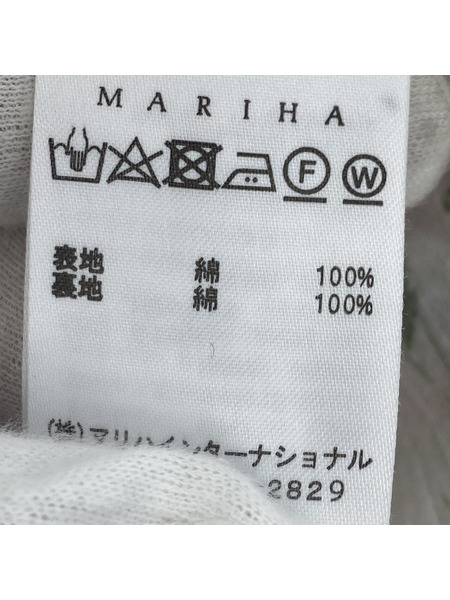 MARIHA
F W
表地 綿 100%
裏地 綿 100%
(株)マリハインターナショナル
-2829